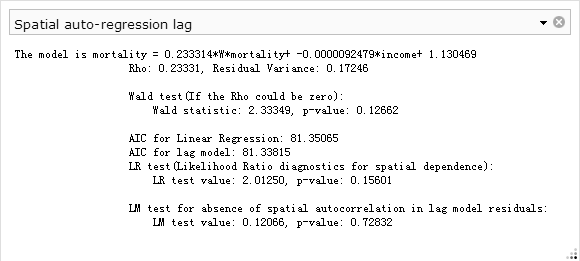 Spatial auto-regression lag
The model is mortality = 0.233314*W*mortality+ -0.0000092479*income+ 1.130469
Rho: 0.23331, Residual Variance: 0.17246
Wald test(If the Rho could be zero):
Wald statistic: 2.33349, p-value: 0.12662
AIC for Linear Regression: 81.35065
AIC for lag model: 81.33815
LR test(Likelihood Ratio diagnostics for spatial dependence):
LR test value: 2.01250, p-value: 0.15601
LM test for absence of spatial autocorrelation in lag model residuals:
LM test value: 0.12066, p-value: 0.72832